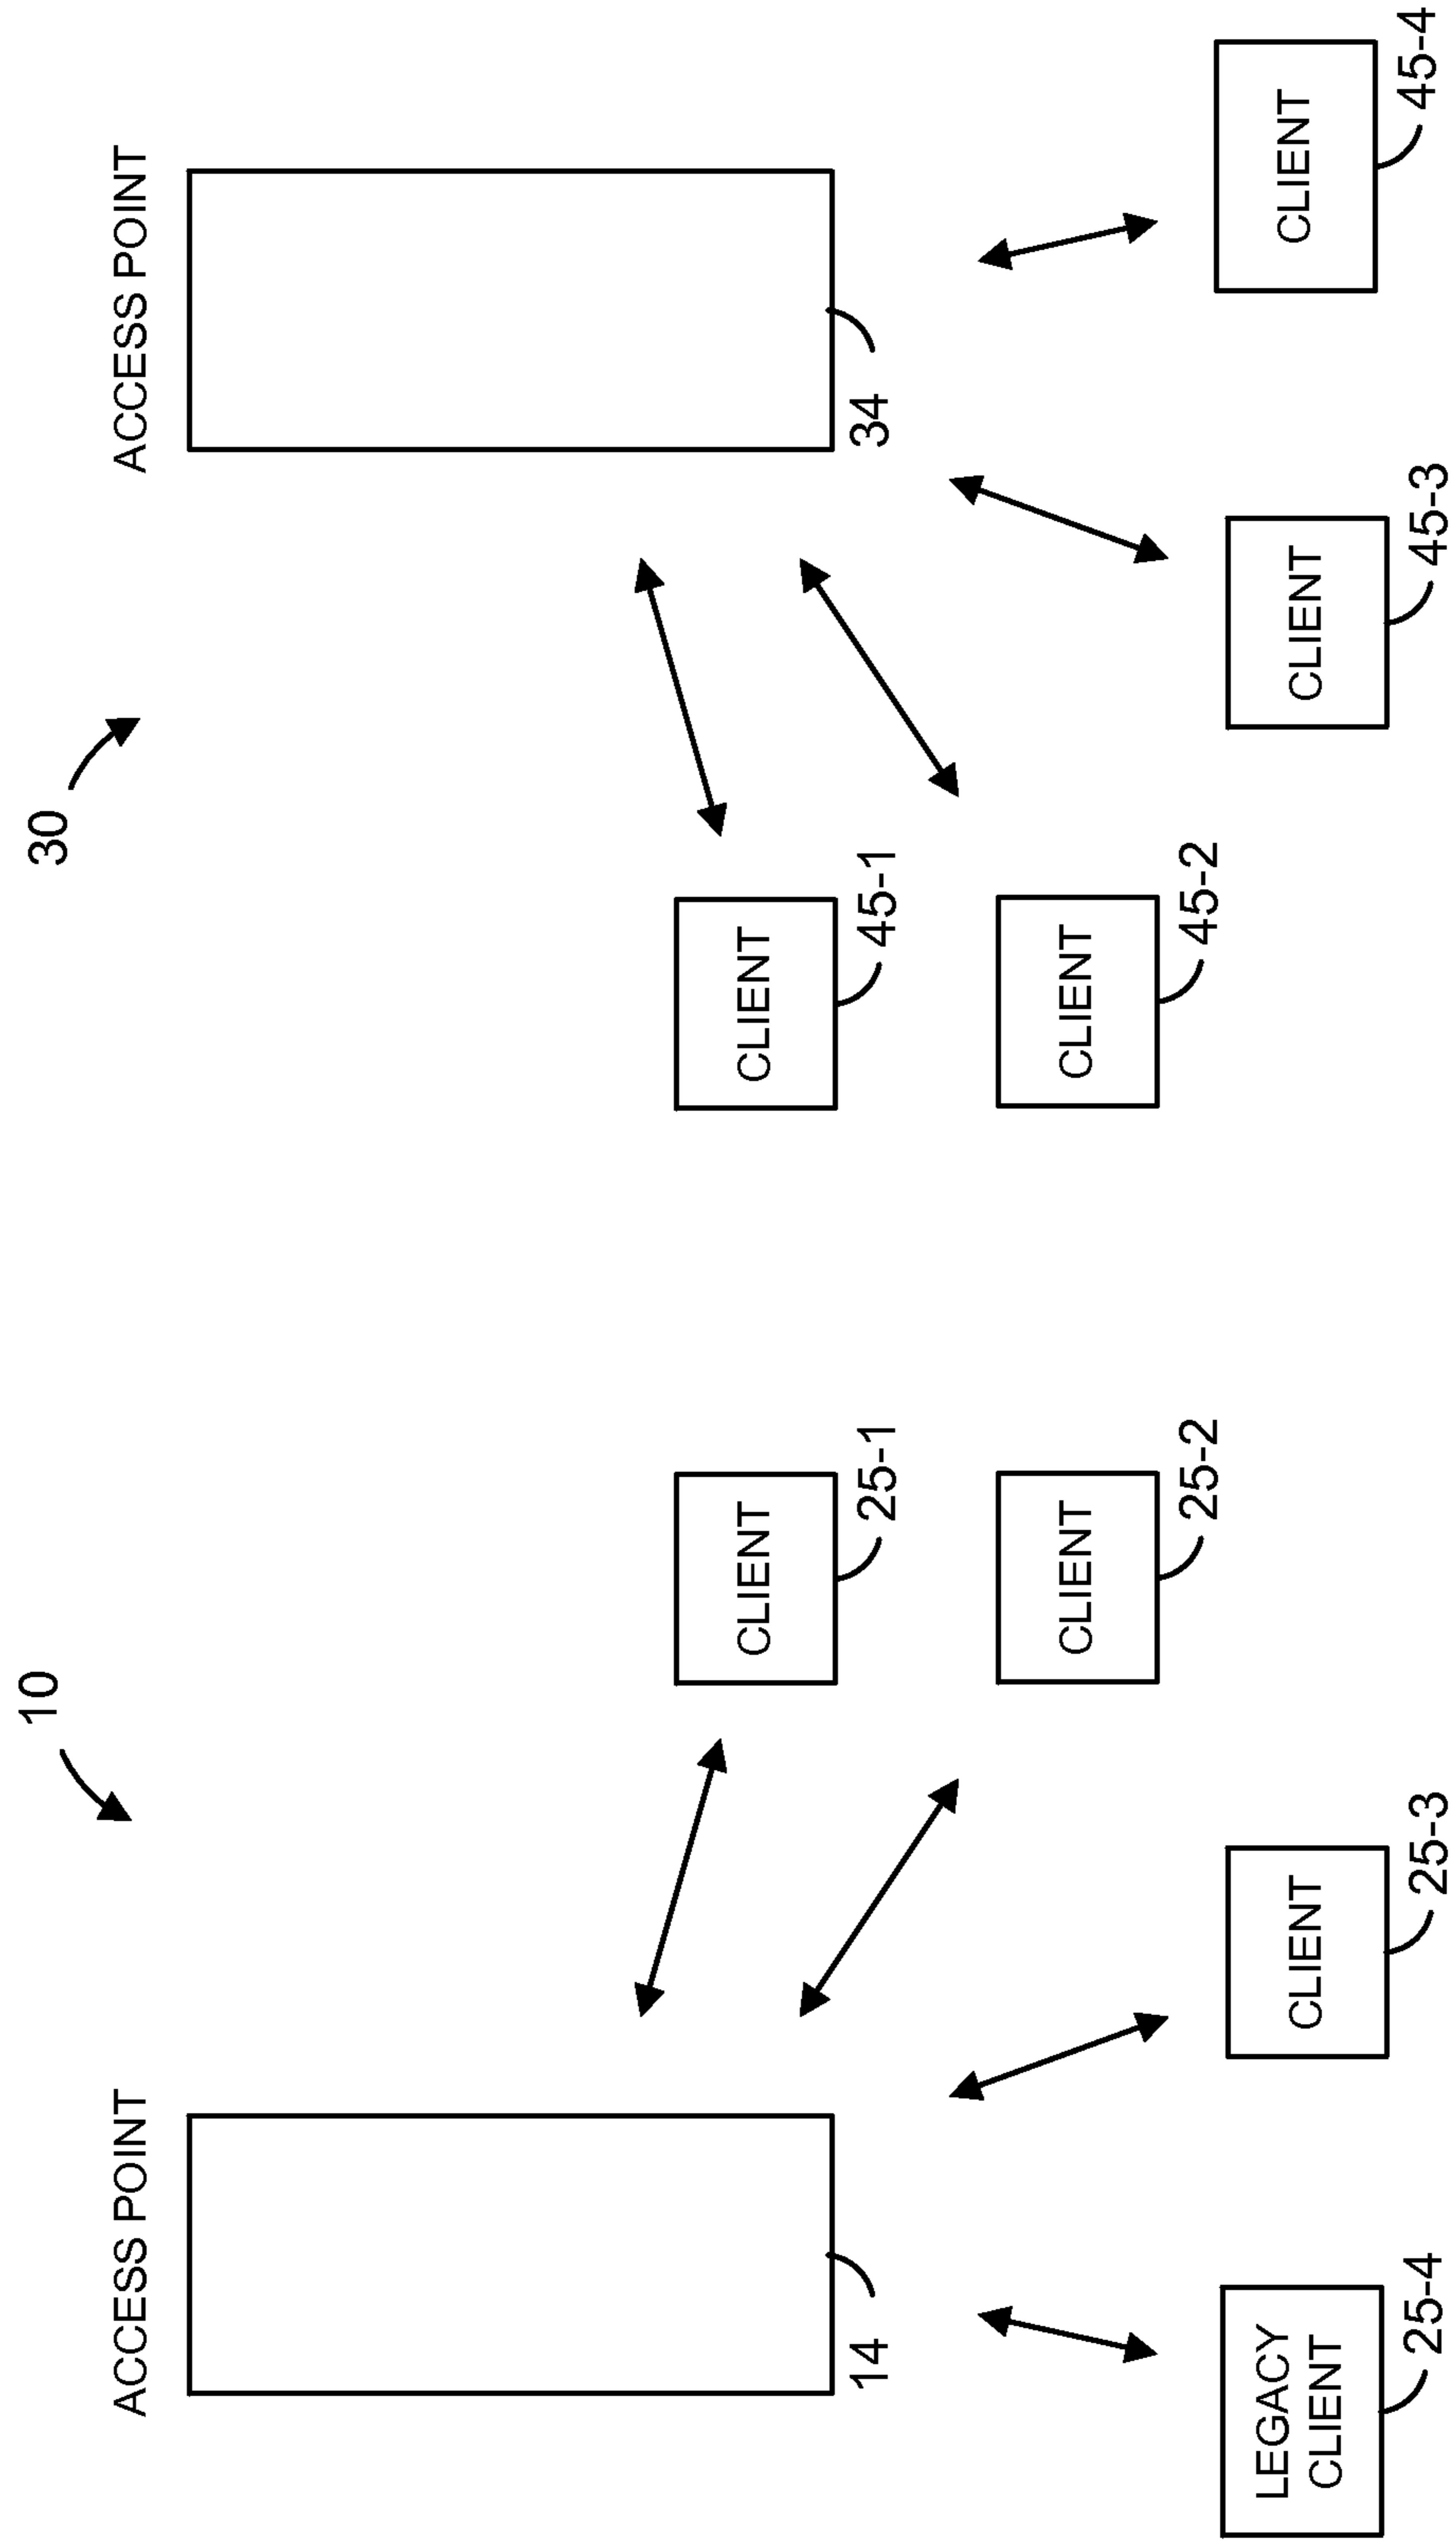 10
30
ACCESS POINT
ACCESS POINT
CLIENT
CLIENT
14
25-1
45-1
34
CLIENT
CLIENT
25-2
45-2
LEGACY
CLIENT
CLIENT
CLIENT
CLIENT
25-4
25-3
45-3
45-4